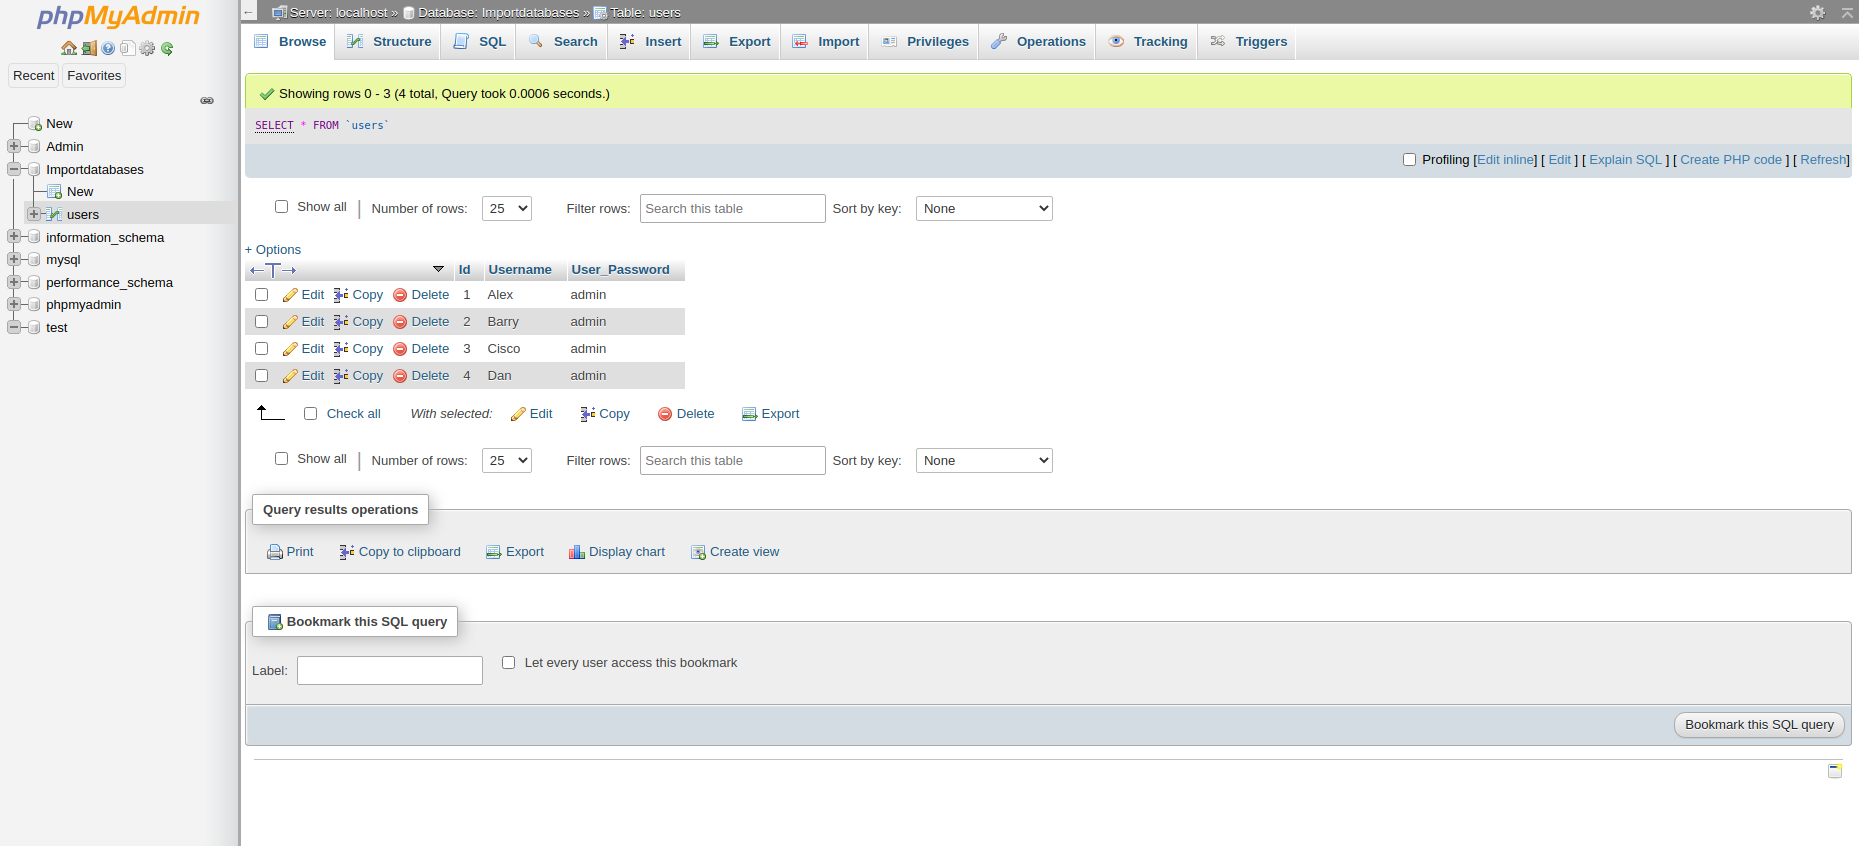 phpMyAdmin
Recent Favorites
New
Admin
Importdatabases
New
users
information_schema
mysql
performance_schema
phpmyadmin
test
Server: localhost » Database: Importdatabases » Table: users
Browse Structure SQL Search Insert Export Import Privileges Operations Tracking Triggers
Showing rows 0 - 3 (4 total, Query took 0.0006 seconds.)
SELECT * FROM `users`
Profiling [Edit inline] [ Edit ] [ Explain SQL ] [ Create PHP code ] [ Refresh]
Show all | Number of rows: 25 Filter rows: Search this table Sort by key: None
+ Options
←T→ Id Username User_Password
Edit Copy Delete 1 Alex admin
Edit Copy Delete 2 Barry admin
Edit Copy Delete 3 Cisco admin
Edit Copy Delete 4 Dan admin
Check all With selected: Edit Copy Delete Export
Show all | Number of rows: 25 Filter rows: Search this table Sort by key: None
Query results operations
Print Copy to clipboard Export Display chart Create view
Bookmark this SQL query
Label: Let every user access this bookmark
Bookmark this SQL query